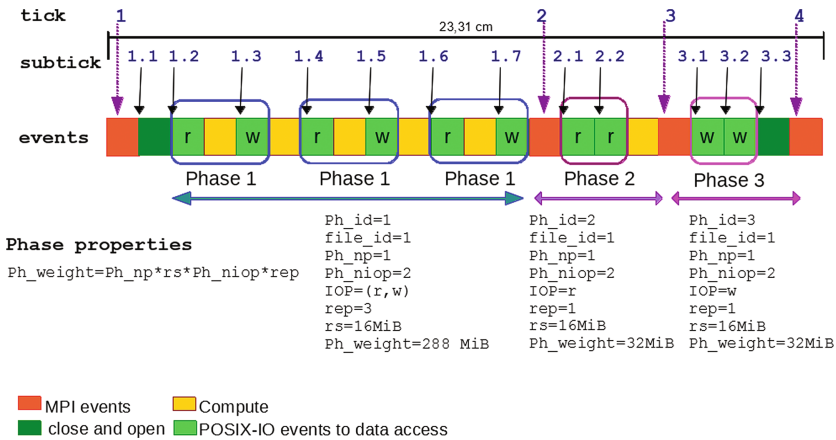 tick 1 2 3 4
23,31 cm
subtick 1.1 1.2 1.3 1.4 1.5 1.6 1.7 2.1 2.2 3.1 3.2 3.3
events r w r w r w r r w w
Phase 1 Phase 1 Phase 1 Phase 2 Phase 3
Phase properties
Ph_weight=Ph_np*rs*Ph_niop*rep
Ph_id=1
file_id=1
Ph_np=1
Ph_niop=2
IOP=(r,w)
rep=3
rs=16MiB
Ph_weight=288 MiB
Ph_id=2
file_id=1
Ph_np=1
Ph_niop=2
IOP=r
rep=1
rs=16MiB
Ph_weight=32MiB
Ph_id=3
file_id=1
Ph_np=1
Ph_niop=2
IOP=w
rep=1
rs=16MiB
Ph_weight=32MiB
MPI events
Compute
close and open
POSIX-IO events to data access